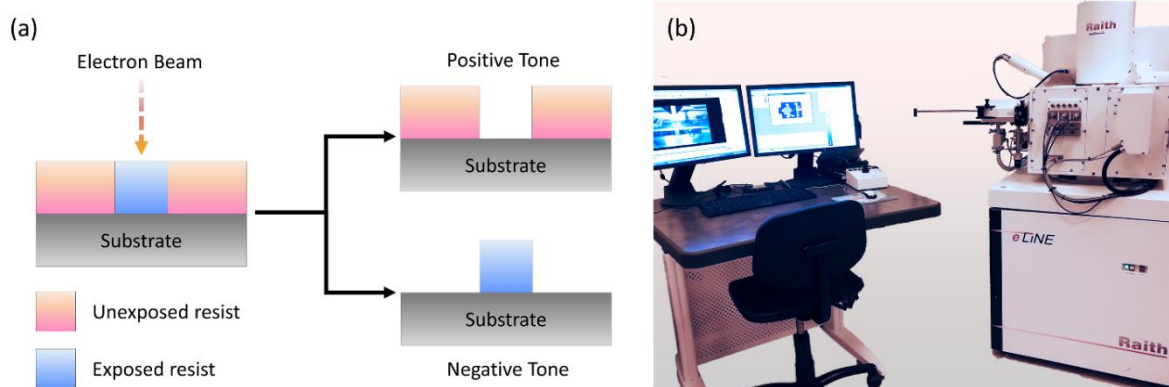 (a)
Electron Beam
Substrate
Unexposed resist
Exposed resist
Positive Tone
Substrate
Substrate
Negative Tone
(b)
Raith
eLiNE
Raith